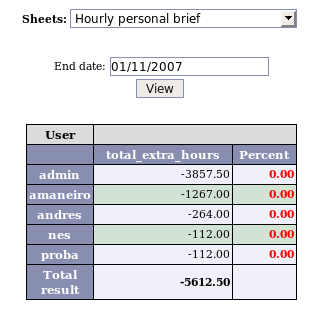 Sheets: Hourly personal brief
End date: 01/11/2007
View
User
total_extra_hours Percent
admin -3857.50 0.00
amaneiro -1267.00 0.00
andres -264.00 0.00
nes -112.00 0.00
proba -112.00 0.00
Total
result -5612.50